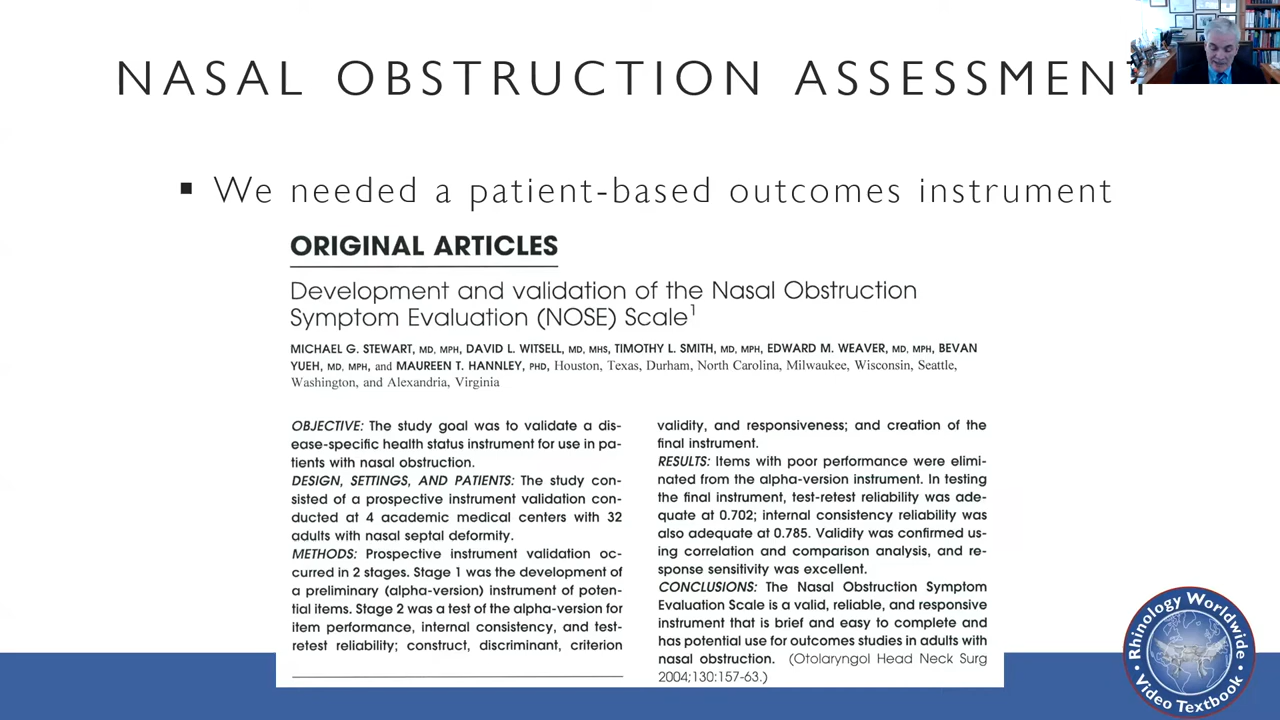 NASAL OBSTRUCTION ASSESSMENT
▪ We needed a patient-based outcomes instrument
ORIGINAL ARTICLES
Development and validation of the Nasal Obstruction
Symptom Evaluation (NOSE) Scale¹
MICHAEL G. STEWART, MD, MPH, DAVID L. WITSELL, MD, MHS, TIMOTHY L. SMITH, MD, MPH, EDWARD M. WEAVER, MD, MPH, BEVAN
YUEH, MD, MPH, and MAUREEN T. HANNLEY, PHD, Houston, Texas, Durham, North Carolina, Milwaukee, Wisconsin, Seattle,
Washington, and Alexandria, Virginia
OBJECTIVE: The study goal was to validate a dis-
ease-specific health status instrument for use in pa-
tients with nasal obstruction.
DESIGN, SETTINGS, AND PATIENTS: The study con-
sisted of a prospective instrument validation con-
ducted at 4 academic medical centers with 32
adults with nasal septal deformity.
METHODS: Prospective instrument validation oc-
curred in 2 stages. Stage 1 was the development of
a preliminary (alpha-version) instrument of poten-
tial items. Stage 2 was a test of the alpha-version for
item performance, internal consistency, and test-
retest reliability; construct, discriminant, criterion
validity, and responsiveness; and creation of the
final instrument.
RESULTS: Items with poor performance were elimi-
nated from the alpha-version instrument. In testing
the final instrument, test-retest reliability was ade-
quate at 0.702; internal consistency reliability was
also adequate at 0.785. Validity was confirmed us-
ing correlation and comparison analysis, and re-
sponse sensitivity was excellent.
CONCLUSIONS: The Nasal Obstruction Symptom
Evaluation Scale is a valid, reliable, and responsive
instrument that is brief and easy to complete and
has potential use for outcomes studies in adults with
nasal obstruction. (Otolaryngol Head Neck Surg
2004;130:157-63.)
Rhinology Worldwide
• Video Textbook •